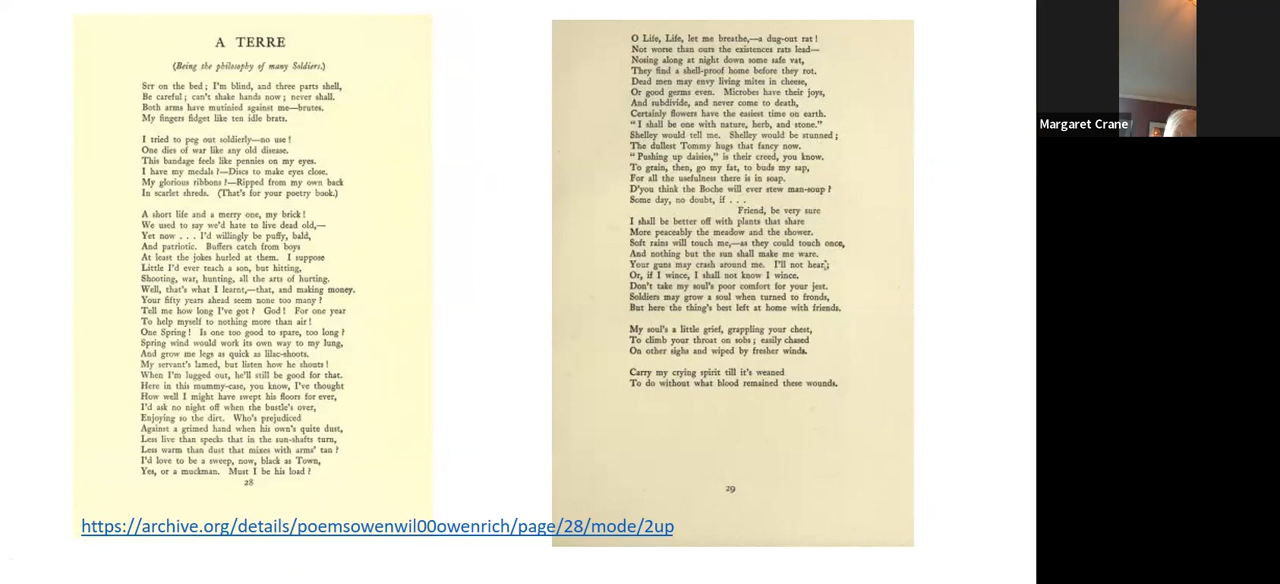 A TERRE
(Being the philosophy of many Soldiers.)
SIT on the bed; I'm blind, and three parts shell,
Be careful; can't shake hands now; never shall.
Both arms have mutinied against me—brutes.
My fingers fidget like ten idle brats.
I tried to peg out soldierly—no use!
One dies of war like any old disease.
This bandage feels like pennies on my eyes.
I have my medals?—Discs to make eyes close.
My glorious ribbons?—Ripped from my own back
In scarlet shreds. (That's for your poetry book.)
A short life and a merry one, my brick!
We used to say we'd hate to live dead old,—
Yet now . . . I'd willingly be puffy, bald,
And patriotic. Buffers catch from boys
At least the jokes hurled at them. I suppose
Little I'd ever teach a son, but hitting,
Shooting, war, hunting, all the arts of hurting.
Well, that's what I learnt,—that, and making money.
Your fifty years ahead seem none too many?
Tell me how long I've got? God! For one year
To help myself to nothing more than air!
One Spring! Is one too good to spare, too long?
Spring wind would work its own way to my lung,
And grow me legs as quick as lilac-shoots.
My servant's lamed, but listen how he shouts!
When I'm lugged out, he'll still be good for that.
Here in this mummy-case, you know, I've thought
How well I might have swept his floors for ever,
I'd ask no night off when the bustle's over,
Enjoying so the dirt. Who's prejudiced
Against a grimed hand when his own's quite dust,
Less live than specks that in the sun-shafts turn,
Less warm than dust that mixes with arms' tan?
I'd love to be a sweep, now, black as Town,
Yes, or a muckman. Must I be his load?
28
O Life, Life, let me breathe,—a dug-out rat!
Not worse than ours the existences rats lead—
Nosing along at night down some safe vat,
They find a shell-proof home before they rot.
Dead men may envy living mites in cheese,
Or good germs even. Microbes have their joys,
And subdivide, and never come to death,
Certainly flowers have the easiest time on earth.
"I shall be one with nature, herb, and stone."
Shelley would tell me. Shelley would be stunned;
The dullest Tommy hugs that fancy now.
"Pushing up daisies," is their creed, you know.
To grain, then, go my fat, to buds my sap,
For all the usefulness there is in soap.
D'you think the Boche will ever stew man-soup?
Some day, no doubt, if . . .
Friend, be very sure
I shall be better off with plants that share
More peaceably the meadow and the shower.
Soft rains will touch me,—as they could touch once,
And nothing but the sun shall make me ware.
Your guns may crash around me. I'll not hear;
Or, if I wince, I shall not know I wince.
Don't take my soul's poor comfort for your jest.
Soldiers may grow a soul when turned to fronds,
But here the thing's best left at home with friends.
My soul's a little grief, grappling your chest,
To climb your throat on sobs; easily chased
On other sighs and wiped by fresher winds.
Carry my crying spirit till it's weaned
To do without what blood remained these wounds.
29
https://archive.org/details/poemsowenwil00owenrich/page/28/mode/2up
Margaret Crane